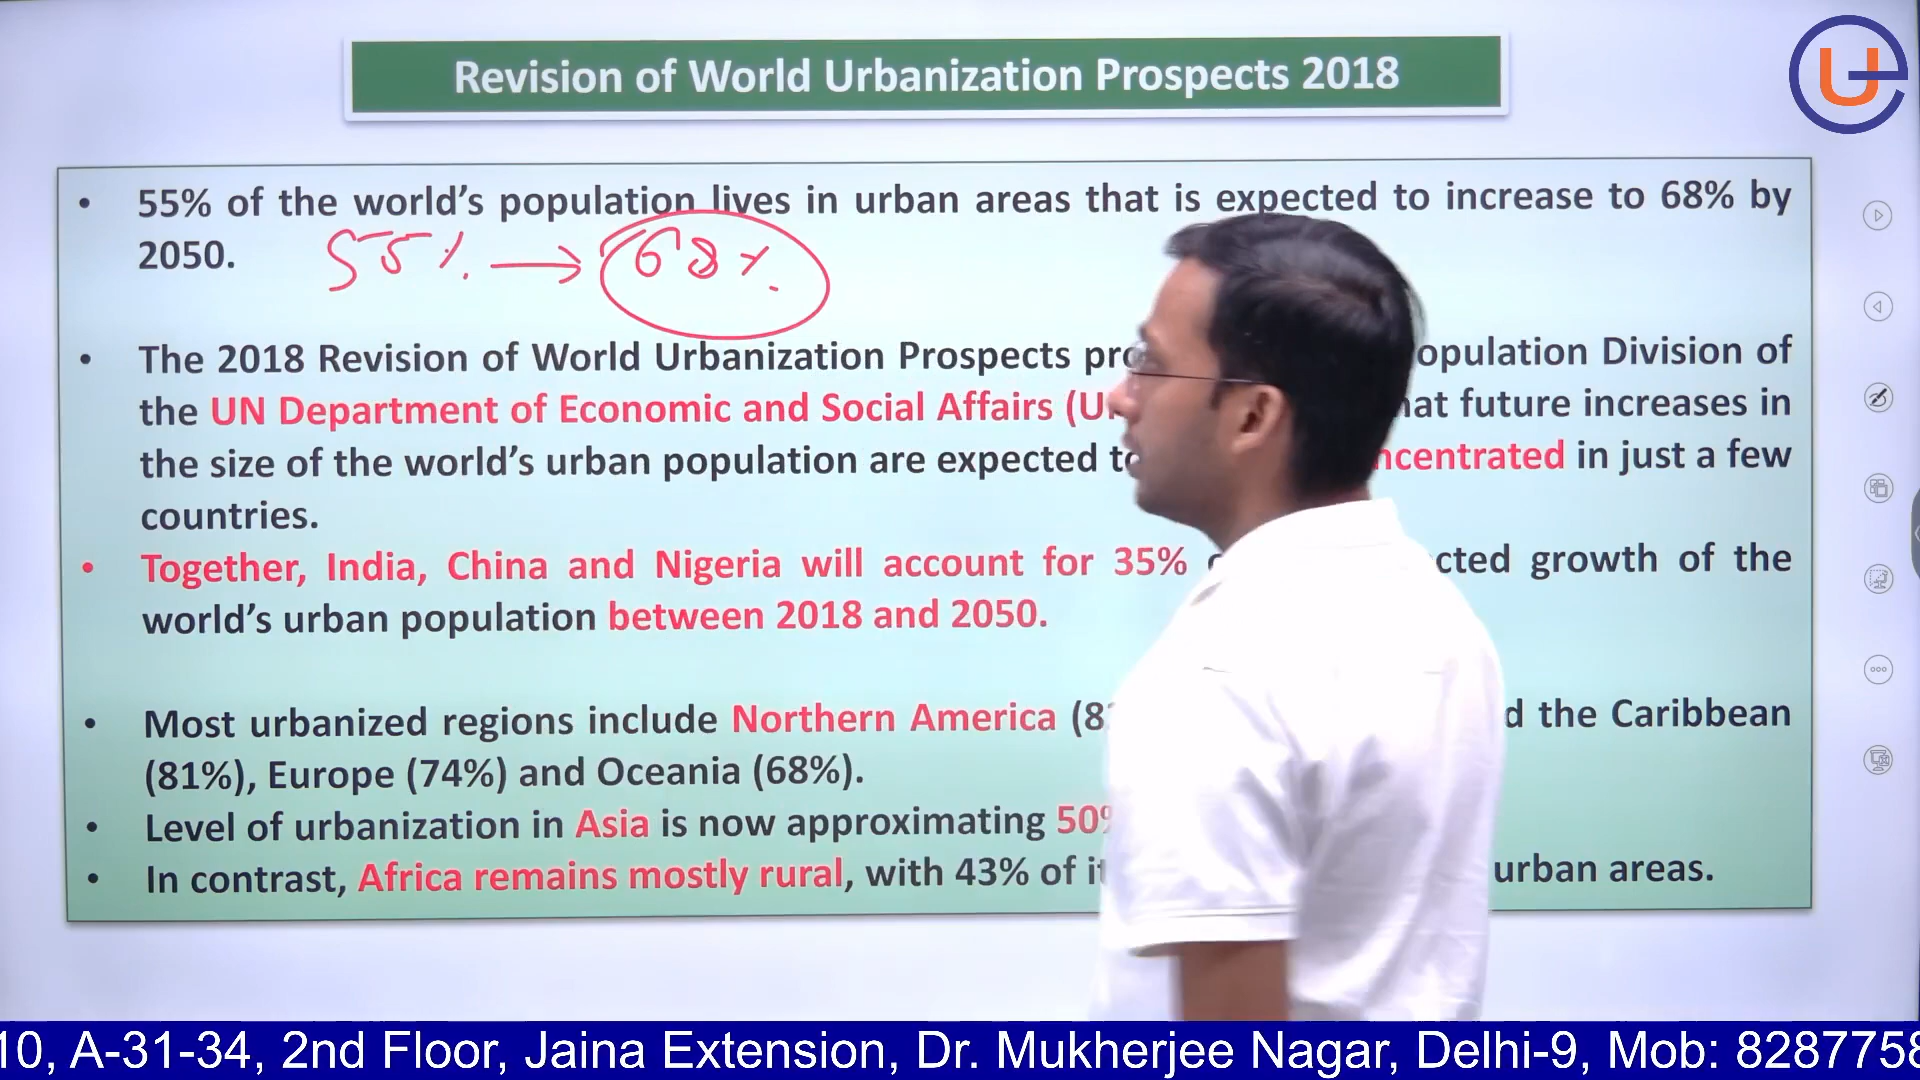 Revision of World Urbanization Prospects 2018
• 55% of the world’s population lives in urban areas that is expected to increase to 68% by
2050.
55% → 68%
• The 2018 Revision of World Urbanization Prospects opulation Division of
the UN Department of Economic and Social Affairs hat future increases in
the size of the world’s urban population are expected ncentrated in just a few
countries.
• Together, India, China and Nigeria will account for 35% cted growth of the
world’s urban population between 2018 and 2050.
• Most urbanized regions include Northern America d the Caribbean
(81%), Europe (74%) and Oceania (68%).
• Level of urbanization in Asia is now approximating
• In contrast, Africa remains mostly rural, with 43% of urban areas.
10, A-31-34, 2nd Floor, Jaina Extension, Dr. Mukherjee Nagar, Delhi-9, Mob: 8287758